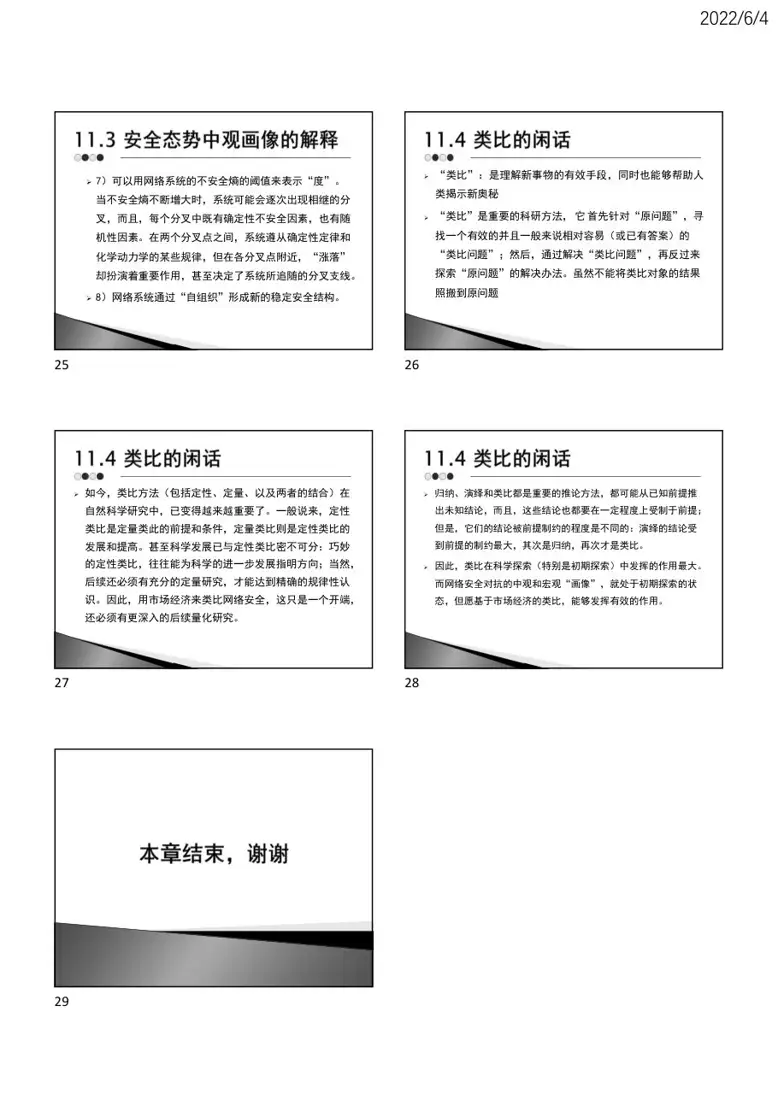 2022/6/4
11.3 安全态势中观画像的解释
7）可以用网络系统的不安全熵的阈值来表示“度”。
当不安全熵不断增大时，系统可能会逐次出现相继的分
叉，而且，每个分叉中既有确定性不安全因素，也有随
机性因素。在两个分叉点之间，系统遵从确定性定律和
化学动力学的某些规律，但在各分叉点附近，“涨落”
却扮演着重要作用，甚至决定了系统所追随的分叉支线。
8）网络系统通过“自组织”形成新的稳定安全结构。
25
11.4 类比的闲话
“类比”：是理解新事物的有效手段，同时也能够帮助人
类揭示新奥秘
“类比”是重要的科研方法， 它 首先针对“原问题”，寻
找一个有效的并且一般来说相对容易（或已有答案）的
“类比问题”；然后，通过解决“类比问题”，再反过来
探索“原问题”的解决办法。虽然不能将类比对象的结果
照搬到原问题
26
11.4 类比的闲话
如今，类比方法（包括定性、定量、以及两者的结合）在
自然科学研究中，已变得越来越重要了。一般说来，定性
类比是定量类此的前提和条件，定量类比则是定性类比的
发展和提高。甚至科学发展已与定性类比密不可分：巧妙
的定性类比，往往能为科学的进一步发展指明方向；当然，
后续还必须有充分的定量研究，才能达到精确的规律性认
识。因此，用市场经济来类比网络安全，这只是一个开端，
还必须有更深入的后续量化研究。
27
11.4 类比的闲话
归纳、演绎和类比都是重要的推论方法，都可能从已知前提推
出未知结论，而且，这些结论也都要在一定程度上受制于前提；
但是，它们的结论被前提制约的程度是不同的：演绎的结论受
到前提的制约最大，其次是归纳，再次才是类比。
因此，类比在科学探索（特别是初期探索）中发挥的作用最大。
而网络安全对抗的中观和宏观“画像”，就处于初期探索的状
态，但愿基于市场经济的类比，能够发挥有效的作用。
28
本章结束，谢谢
29